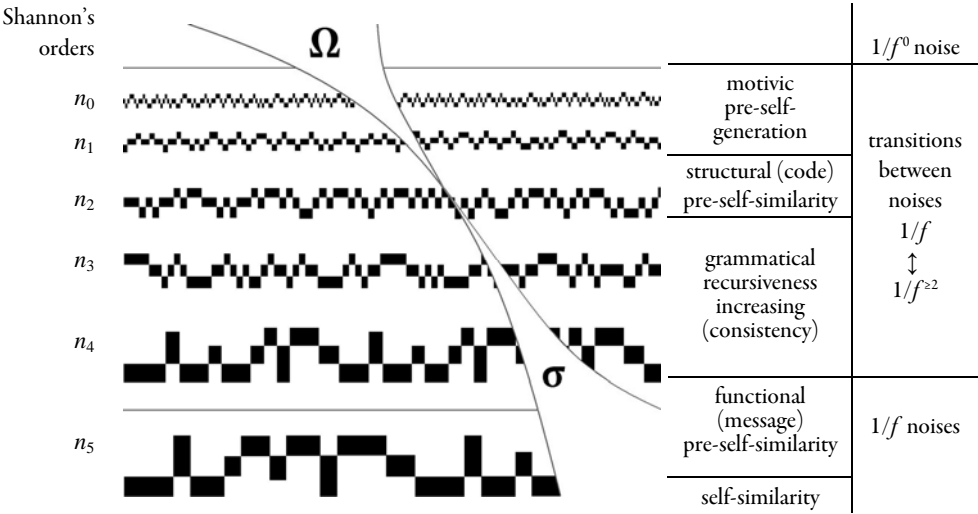 Shannon's
orders
Ω
n₀
n₁
n₂
n₃
n₄
σ
n₅
motivic
pre-self-
generation
structural (code)
pre-self-similarity
grammatical
recursiveness
increasing
(consistency)
functional
(message)
pre-self-similarity
self-similarity
1/f⁰ noise
transitions
between
noises
1/f
↕
1/f≥²
1/f noises